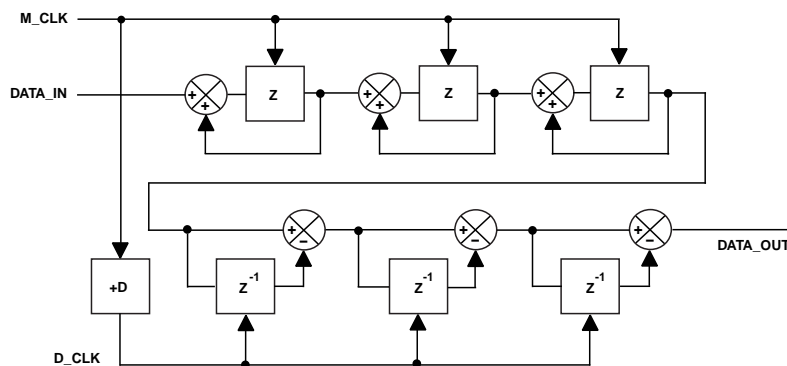 M_CLK
DATA_IN
+
+
Z
+
+
Z
+
+
Z
+
−
+
−
+
−
DATA_OUT
+D
Z-1
Z-1
Z-1
D_CLK